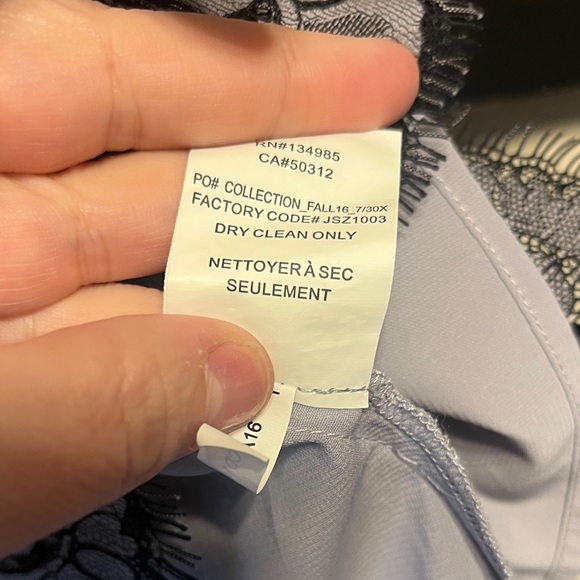 RN#134985
CA#50312
PO# COLLECTION_FALL16_7/30X
FACTORY CODE# JSZ1003
DRY CLEAN ONLY
NETTOYER À SEC
SEULEMENT